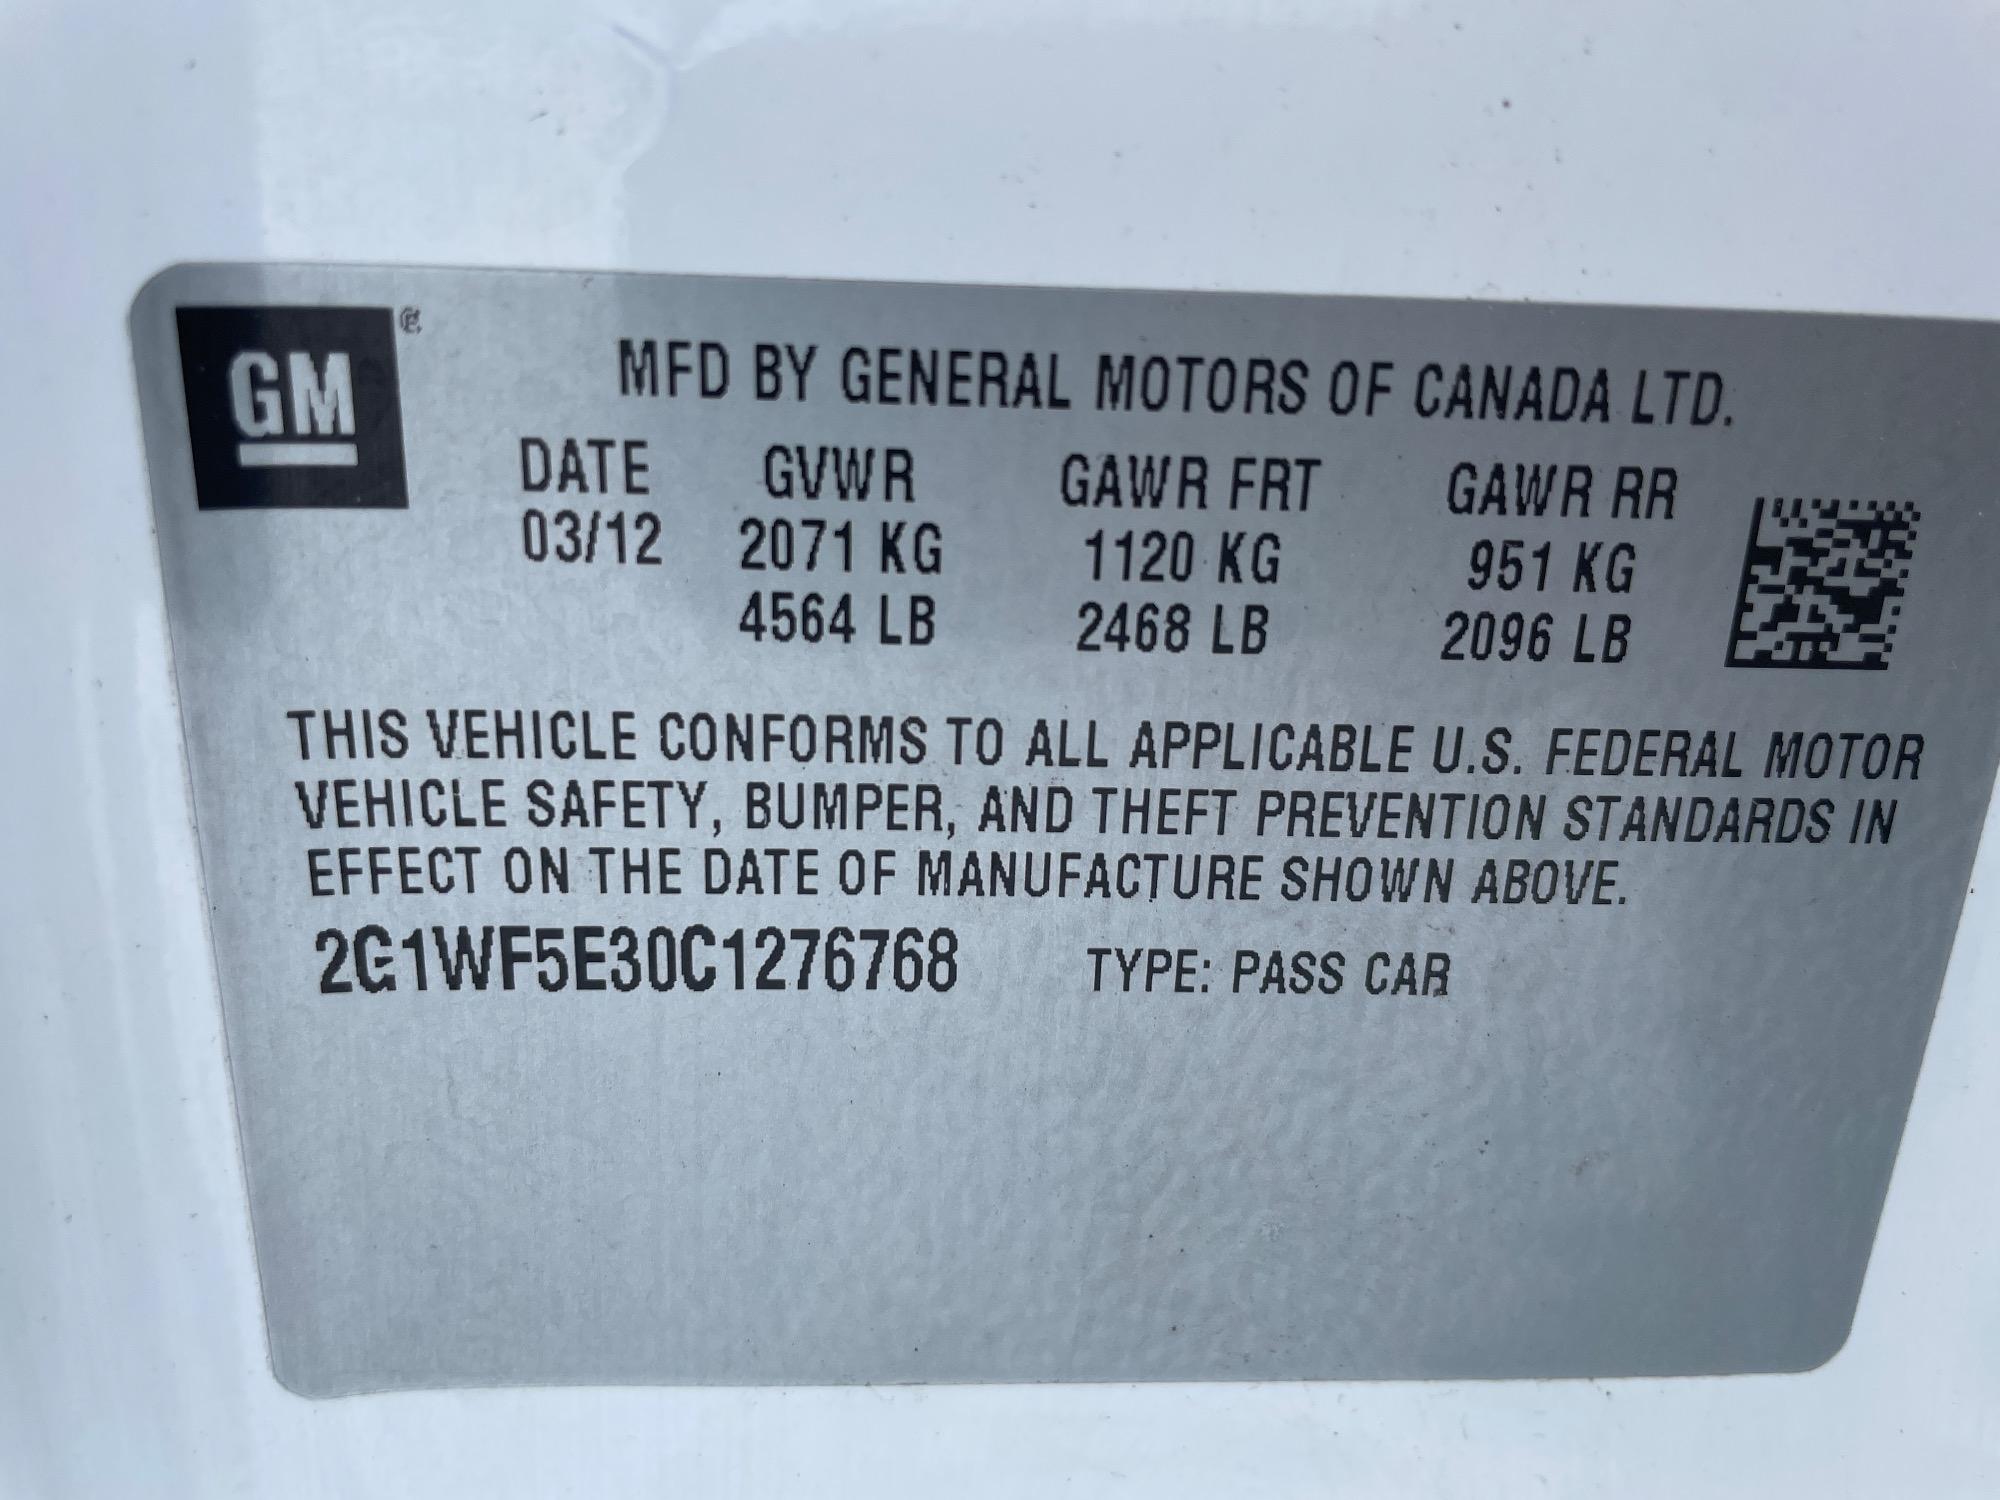 GM
MFD BY GENERAL MOTORS OF CANADA LTD.
DATE GVWR GAWR FRT GAWR RR
03/12 2071 KG 1120 KG 951 KG
4564 LB 2468 LB 2096 LB
THIS VEHICLE CONFORMS TO ALL APPLICABLE U.S. FEDERAL MOTOR
VEHICLE SAFETY, BUMPER, AND THEFT PREVENTION STANDARDS IN
EFFECT ON THE DATE OF MANUFACTURE SHOWN ABOVE.
2G1WF5E30C1276768 TYPE: PASS CAR